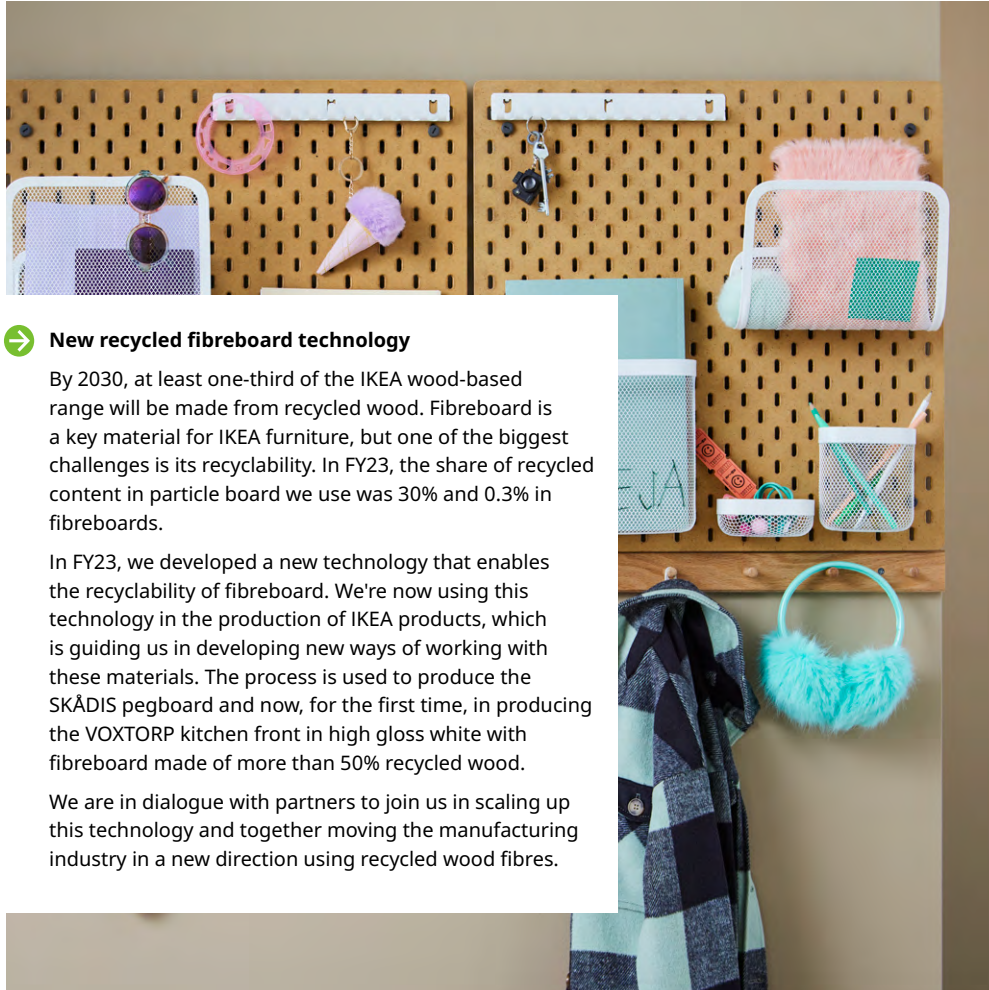 New recycled fibreboard technology
By 2030, at least one-third of the IKEA wood-based
range will be made from recycled wood. Fibreboard is
a key material for IKEA furniture, but one of the biggest
challenges is its recyclability. In FY23, the share of recycled
content in particle board we use was 30% and 0.3% in
fibreboards.
In FY23, we developed a new technology that enables
the recyclability of fibreboard. We're now using this
technology in the production of IKEA products, which
is guiding us in developing new ways of working with
these materials. The process is used to produce the
SKÅDIS pegboard and now, for the first time, in producing
the VOXTORP kitchen front in high gloss white with
fibreboard made of more than 50% recycled wood.
We are in dialogue with partners to join us in scaling up
this technology and together moving the manufacturing
industry in a new direction using recycled wood fibres.
EJA